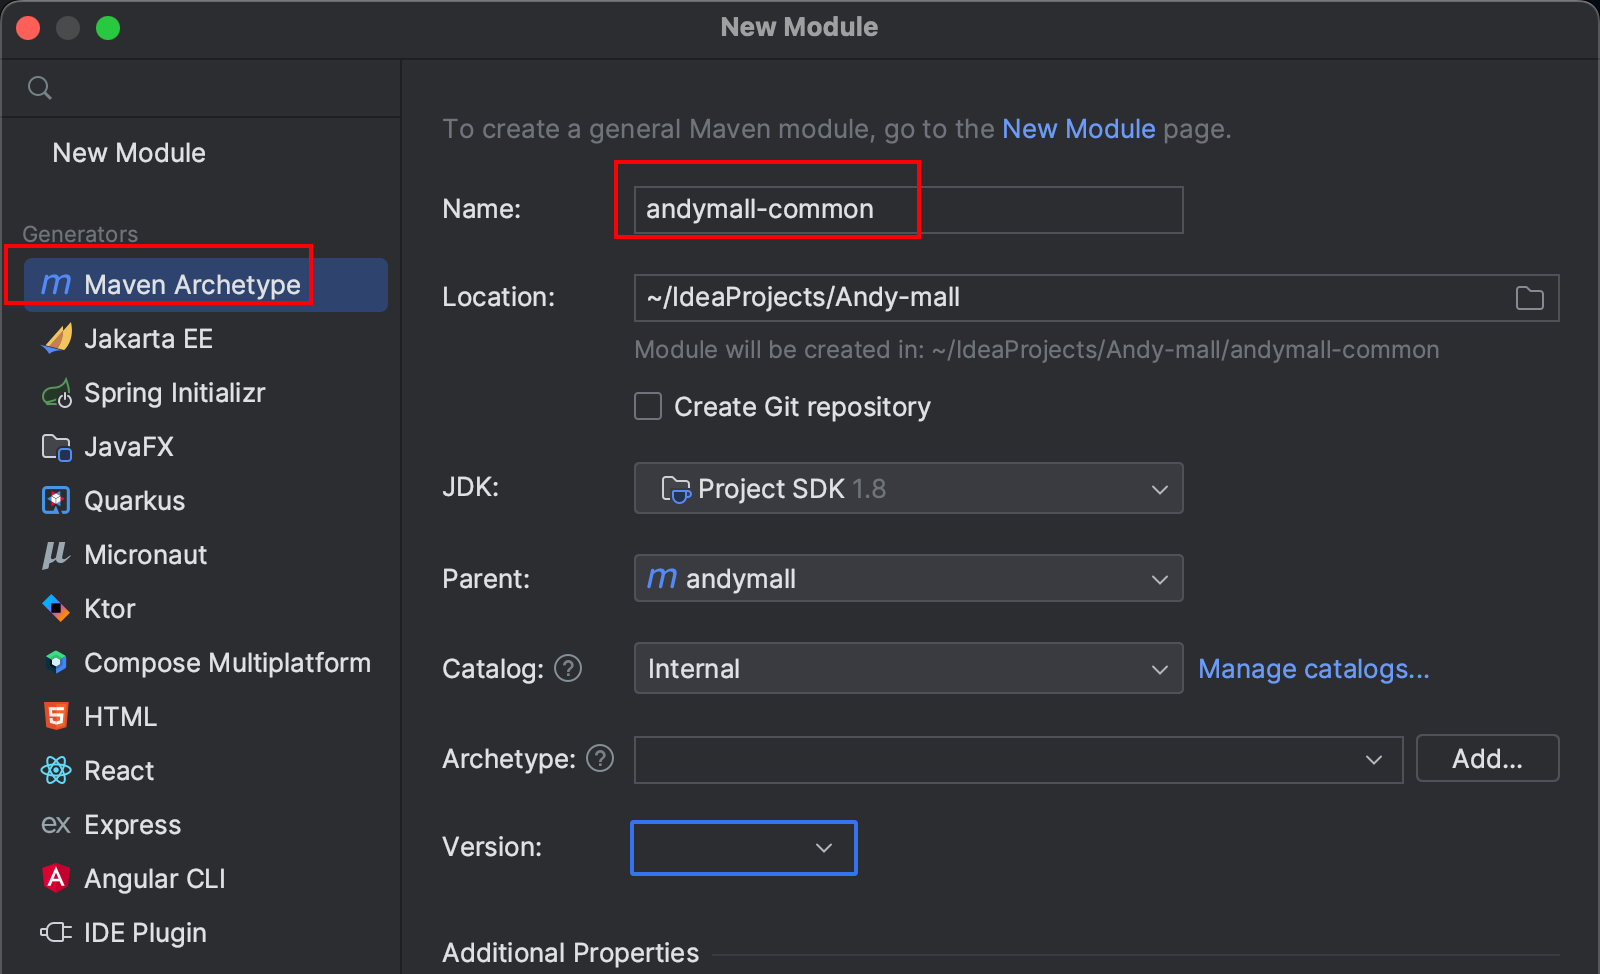 New Module
New Module
Generators
Maven Archetype
Jakarta EE
Spring Initializr
JavaFX
Quarkus
Micronaut
Ktor
Compose Multiplatform
HTML
React
Express
Angular CLI
IDE Plugin
To create a general Maven module, go to the New Module page.
Name: andymall-common
Location: ~/IdeaProjects/Andy-mall
Module will be created in: ~/IdeaProjects/Andy-mall/andymall-common
Create Git repository
JDK: Project SDK 1.8
Parent: andymall
Catalog: Internal Manage catalogs...
Archetype: Add...
Version:
Additional Properties